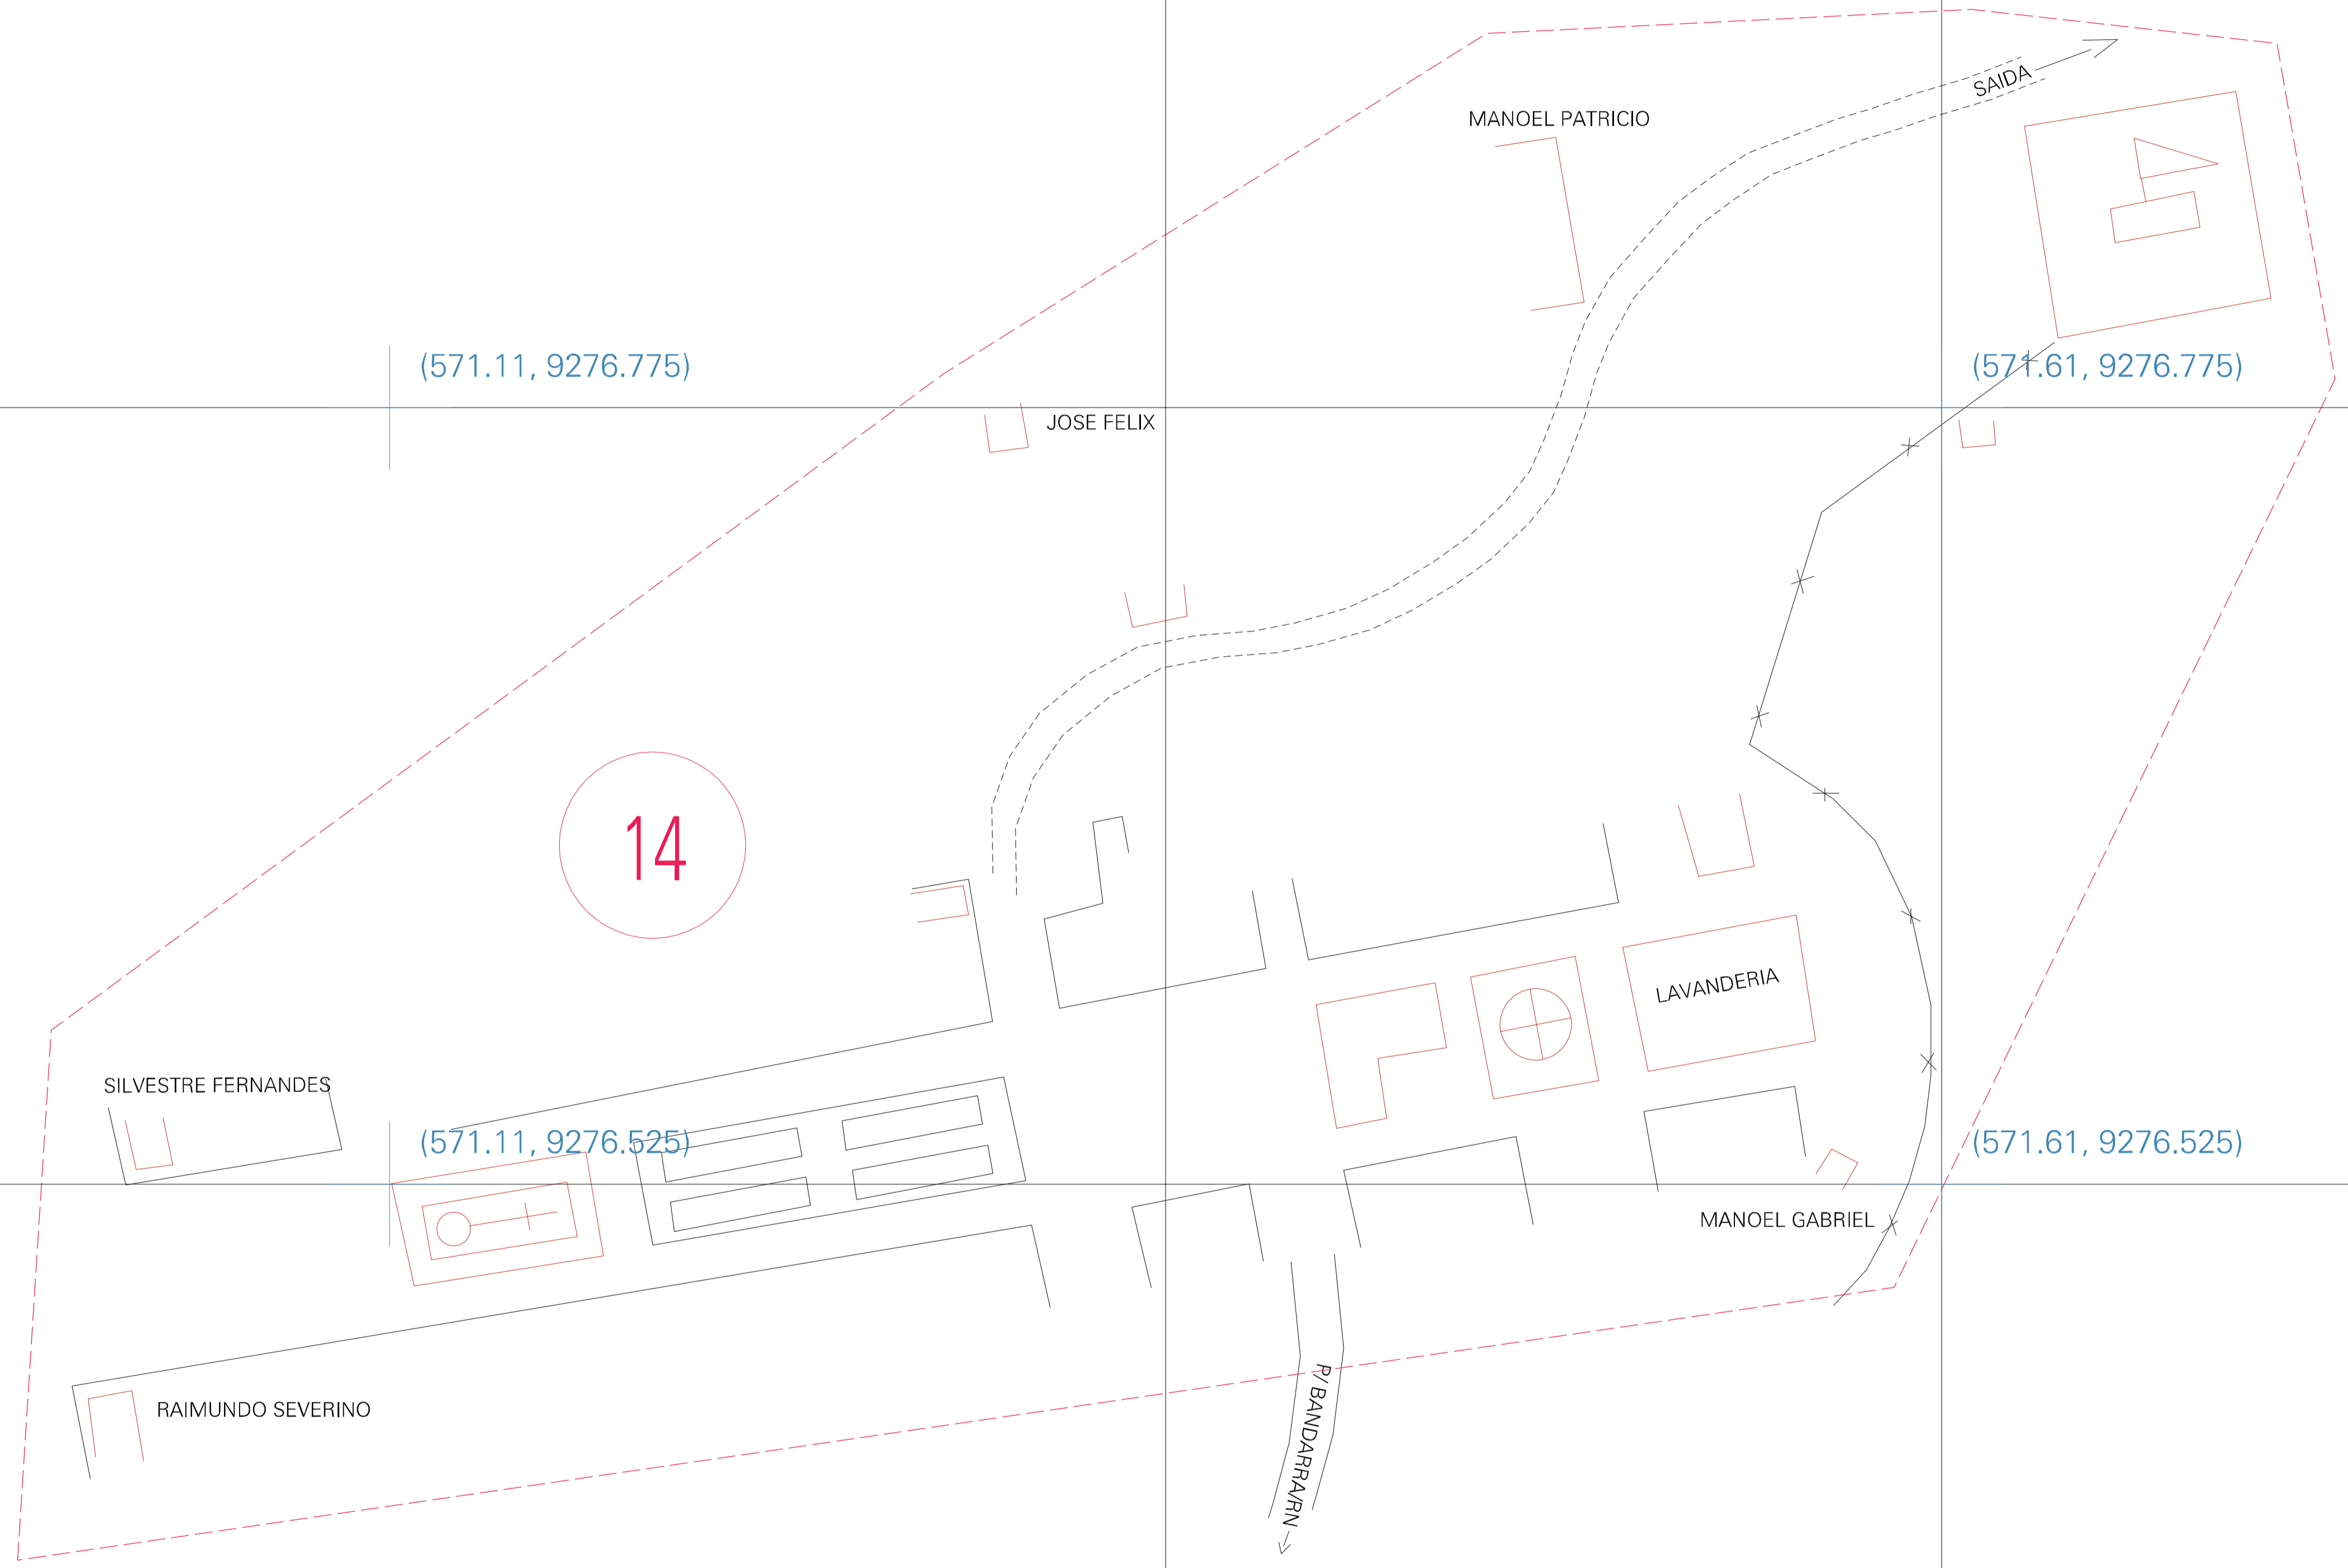 SAIDA
MANOEL PATRICIO
(571.11, 9276.775)
(571.61, 9276.775)
JOSE FELIX
14
LAVANDERIA
SILVESTRE FERNANDES
(571.11, 9276.525)
(571.61, 9276.525)
MANOEL GABRIEL
RAIMUNDO SEVERINO
P/ BANDARRA/RN